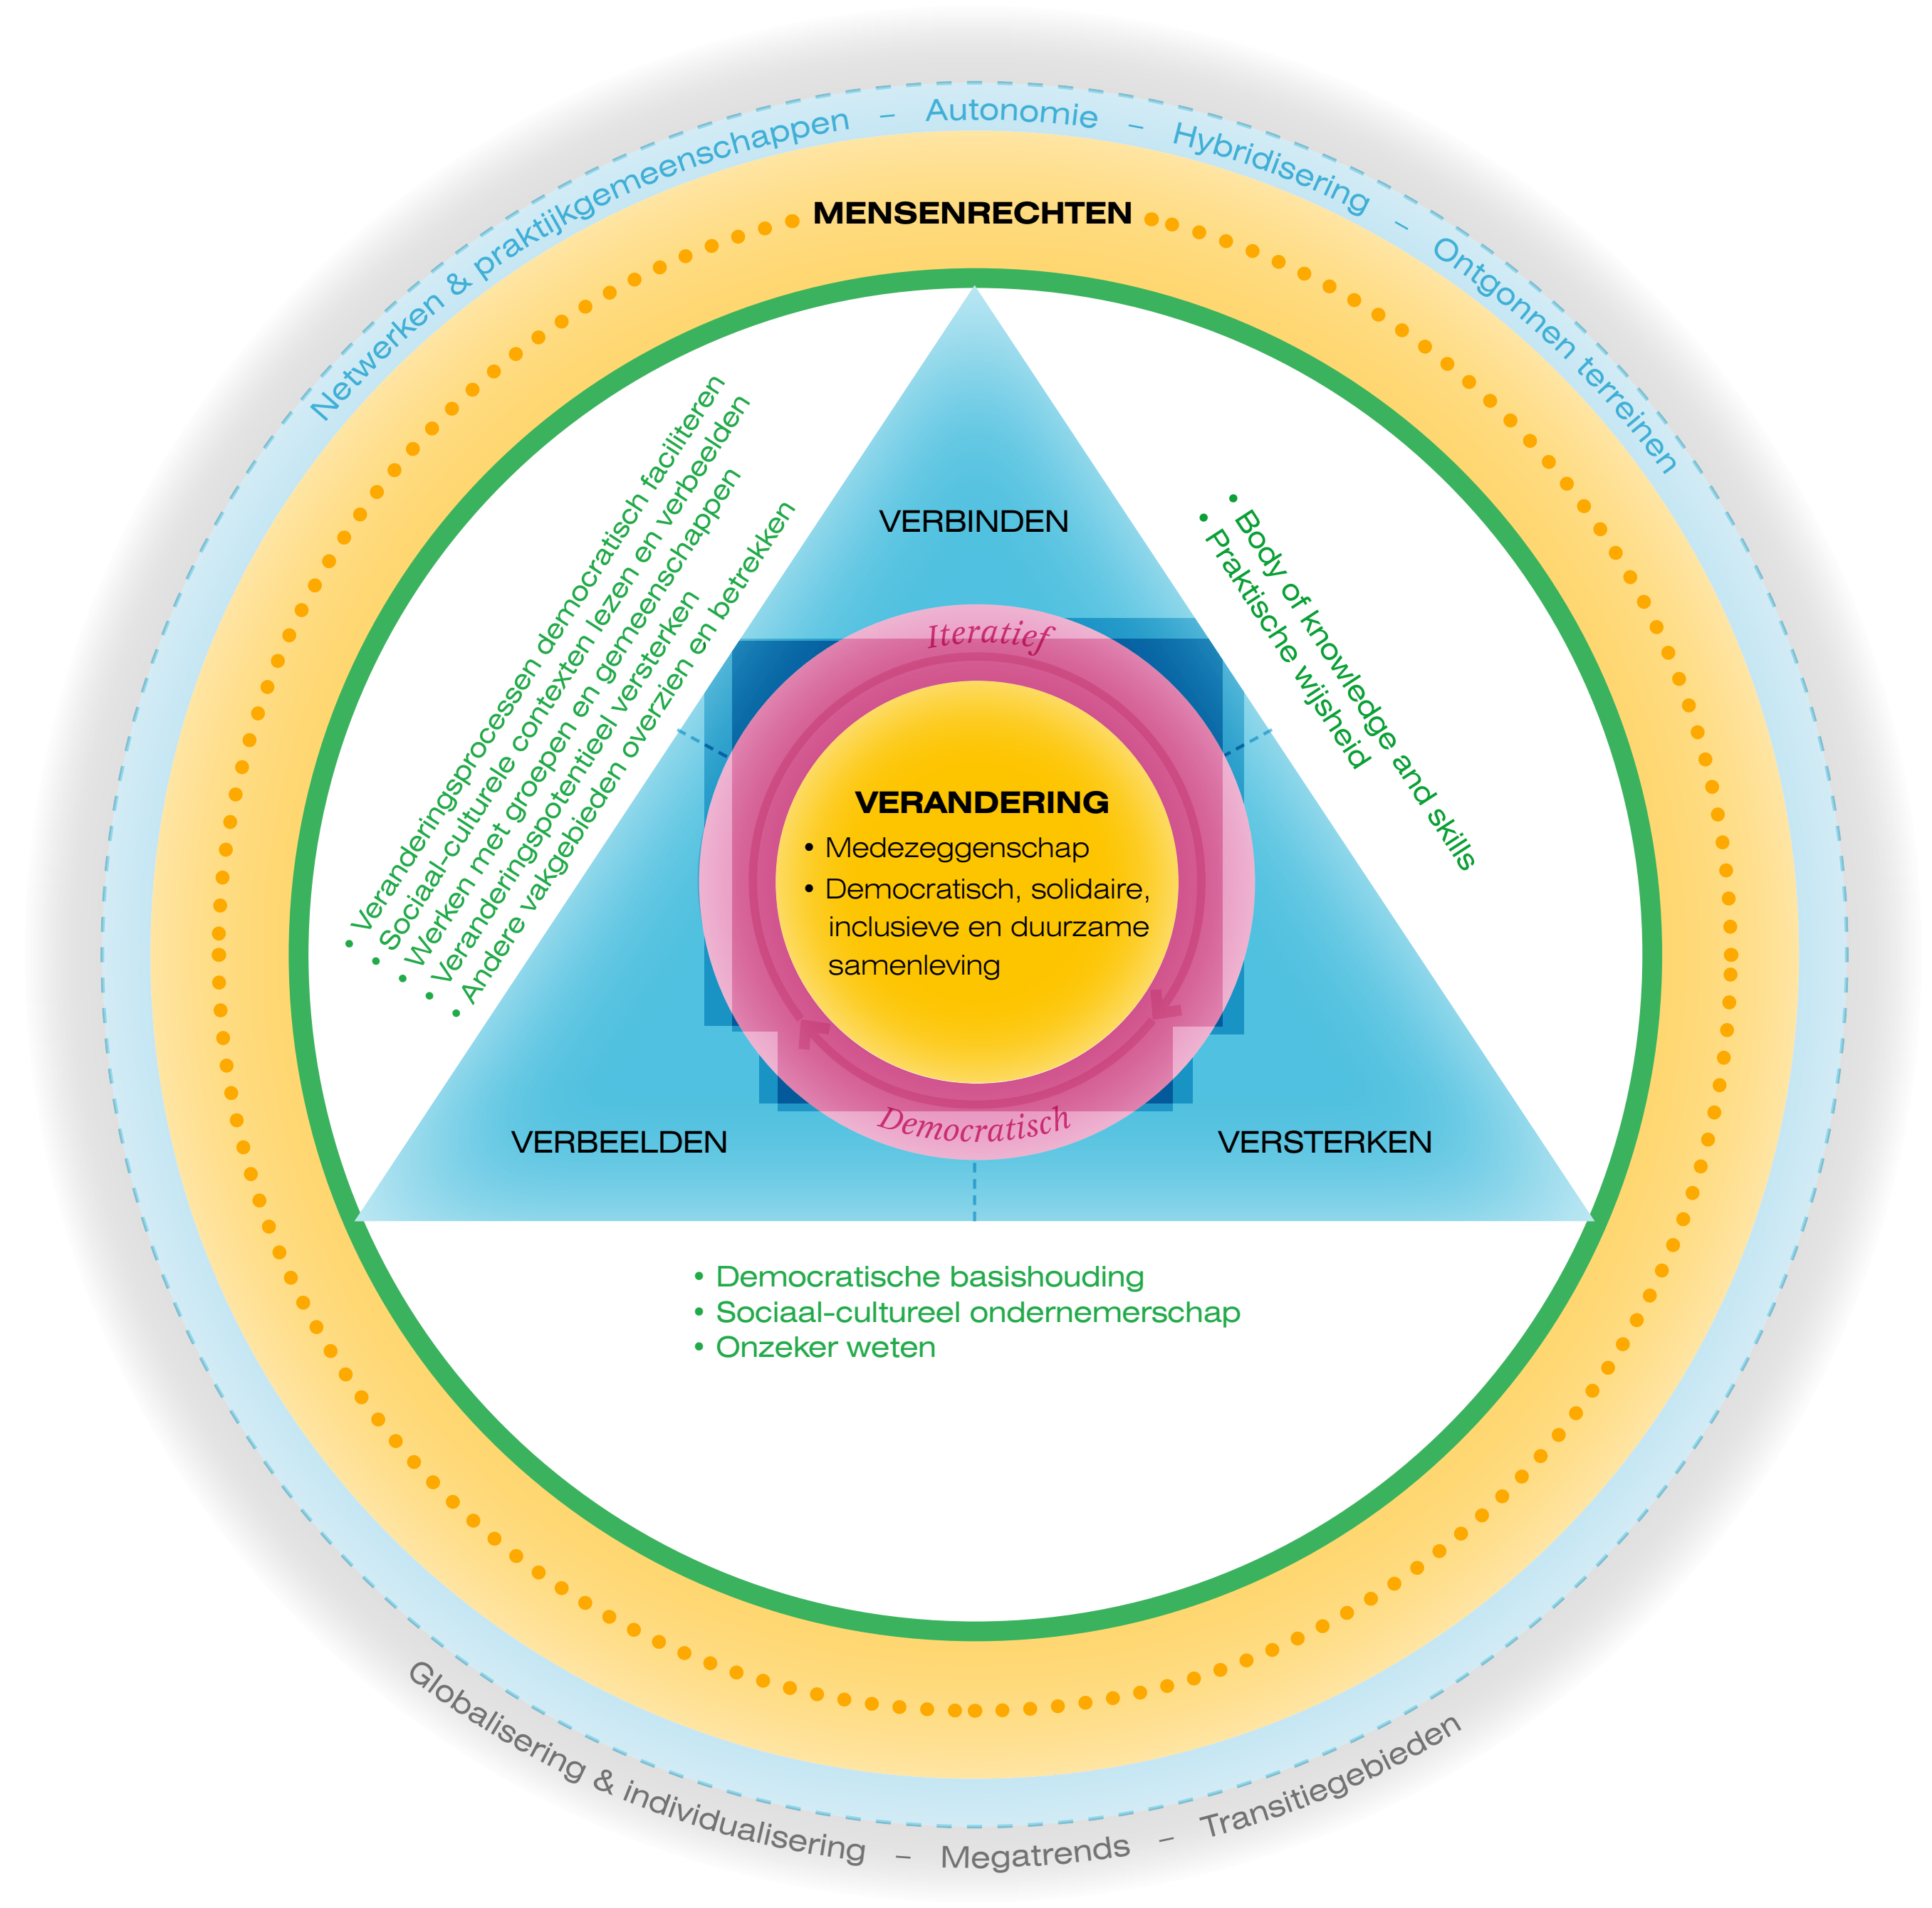 Netwerken & praktijkgemeenschappen – Autonomie – Hybridisering – Ontgonnen terreinen
MENSENRECHTEN
• Veranderingsprocessen democratisch faciliteren
• Sociaal-culturele contexten lezen en verbeelden
• Werken met groepen en gemeenschappen
• Veranderingspotentieel versterken
• Andere vakgebieden overzien en betrekken
• Body of knowledge and skills
• Praktische wijsheid
VERBINDEN
Iteratief
VERANDERING
• Medezeggenschap
• Democratisch, solidaire,
inclusieve en duurzame
samenleving
Democratisch
VERBEELDEN
VERSTERKEN
• Democratische basishouding
• Sociaal-cultureel ondernemerschap
• Onzeker weten
Globalisering & individualisering – Megatrends – Transitiegebieden